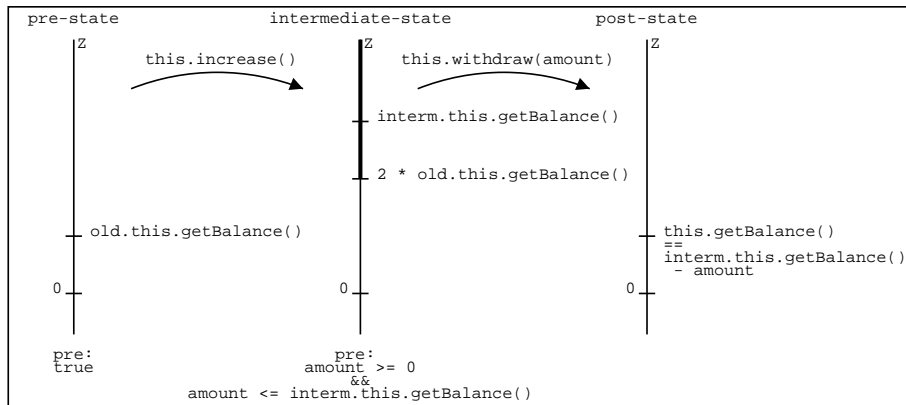 pre-state
intermediate-state
post-state
Z
Z
Z
this.increase()
this.withdraw(amount)
interm.this.getBalance()
2 * old.this.getBalance()
old.this.getBalance()
this.getBalance()
==
interm.this.getBalance()
- amount
0
0
0
pre:
true
pre:
amount >= 0
&&
amount <= interm.this.getBalance()